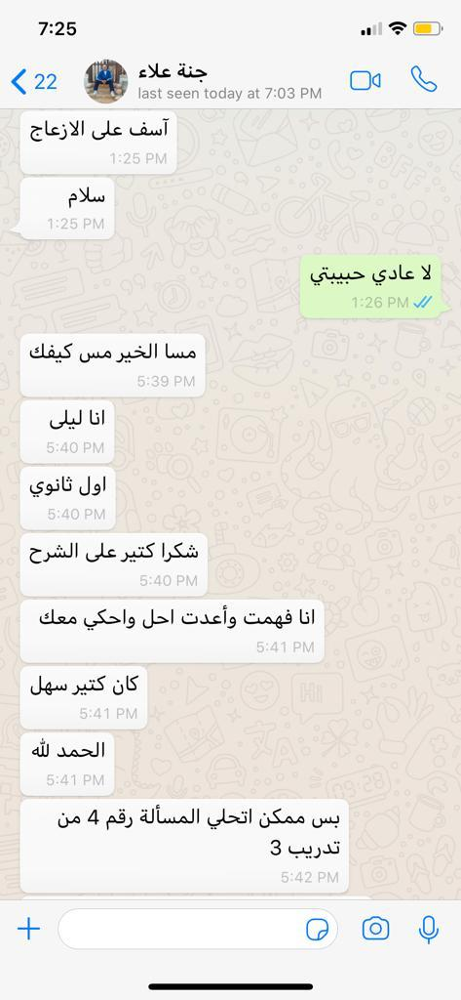 7:25
22
جنة علاء
last seen today at 7:03 PM
آسف على الازعاج
1:25 PM
سلام
1:25 PM
لا عادي حبيبتي
1:26 PM
مسا الخير مس كيفك
5:39 PM
انا ليلى
5:40 PM
اول ثانوي
5:40 PM
شكرا كتير على الشرح
5:40 PM
انا فهمت وأعدت احل واحكي معك
5:41 PM
كان كتير سهل
5:41 PM
الحمد لله
5:41 PM
بس ممكن اتحلي المسألة رقم 4 من
تدريب 3
5:42 PM